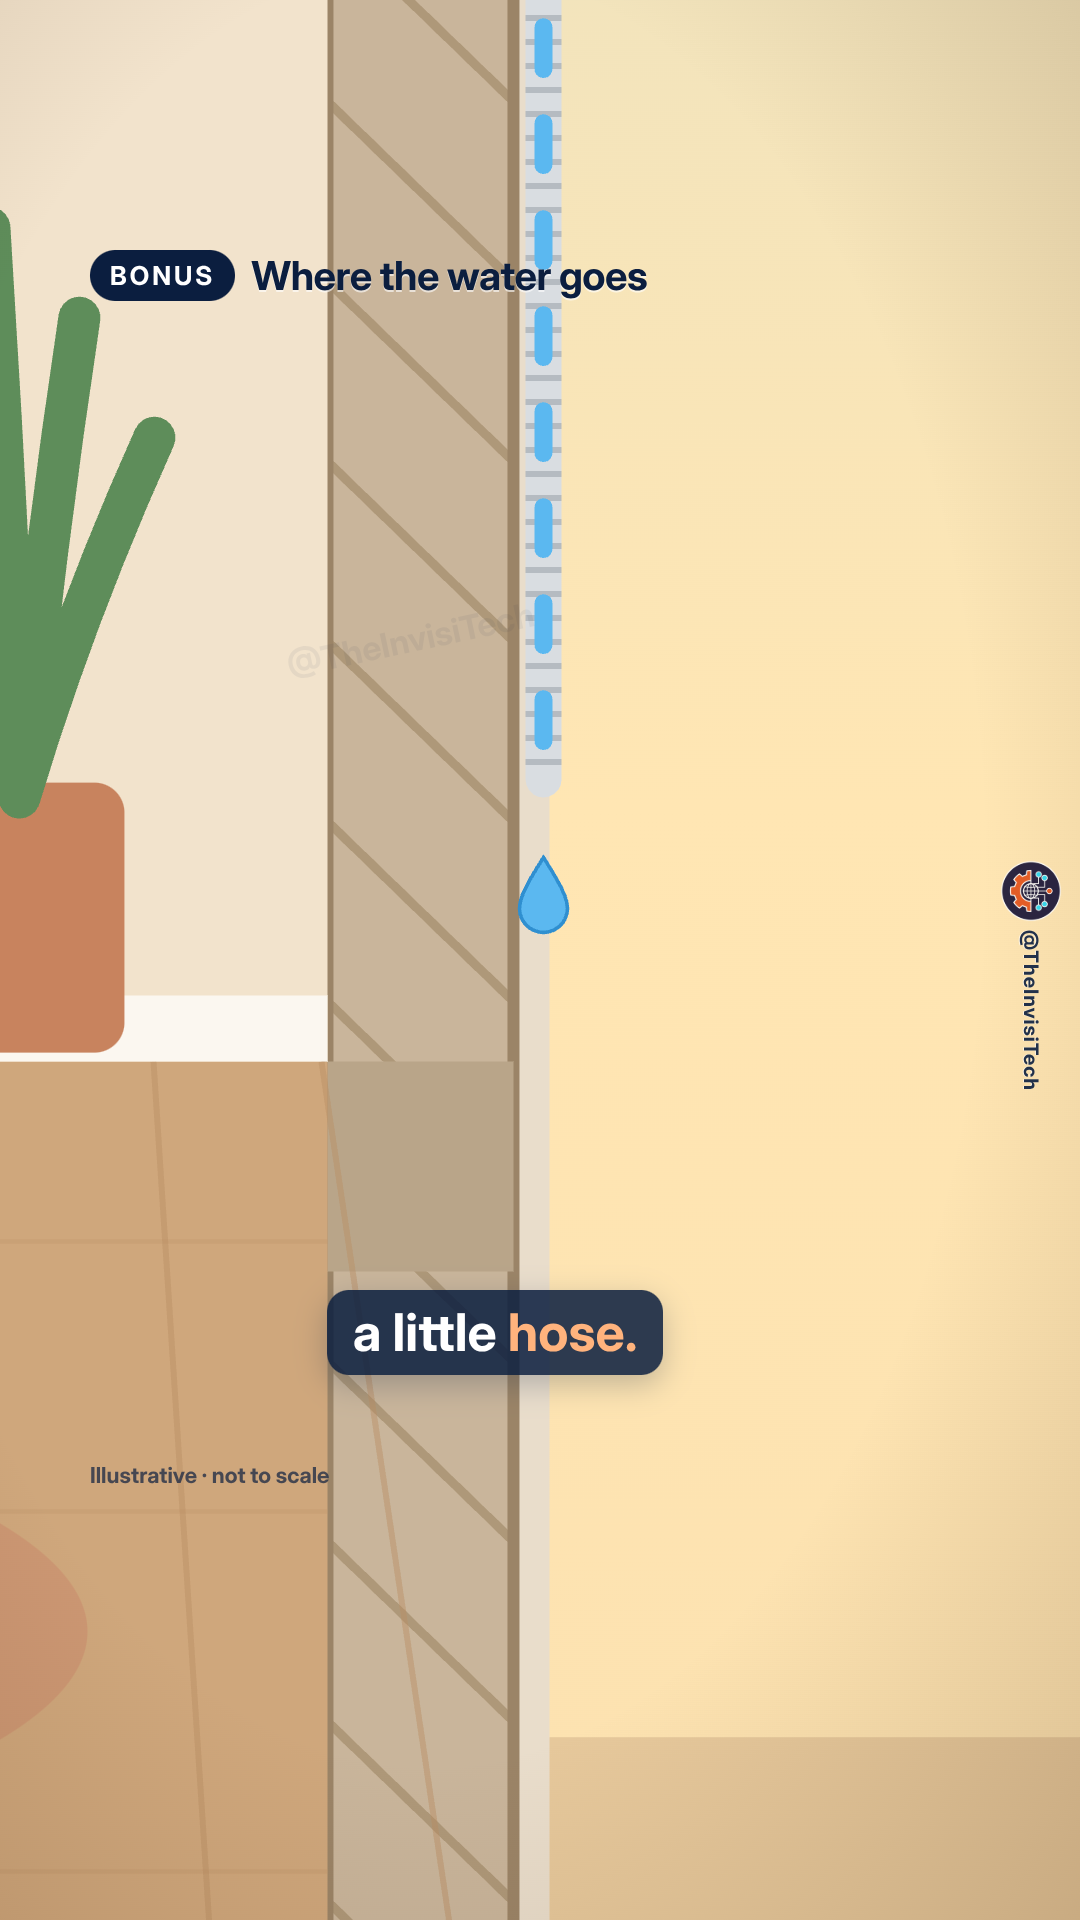 BONUS Where the water goes
@TheInvisiTech
@TheInvisiTech
a little hose.
Illustrative · not to scale